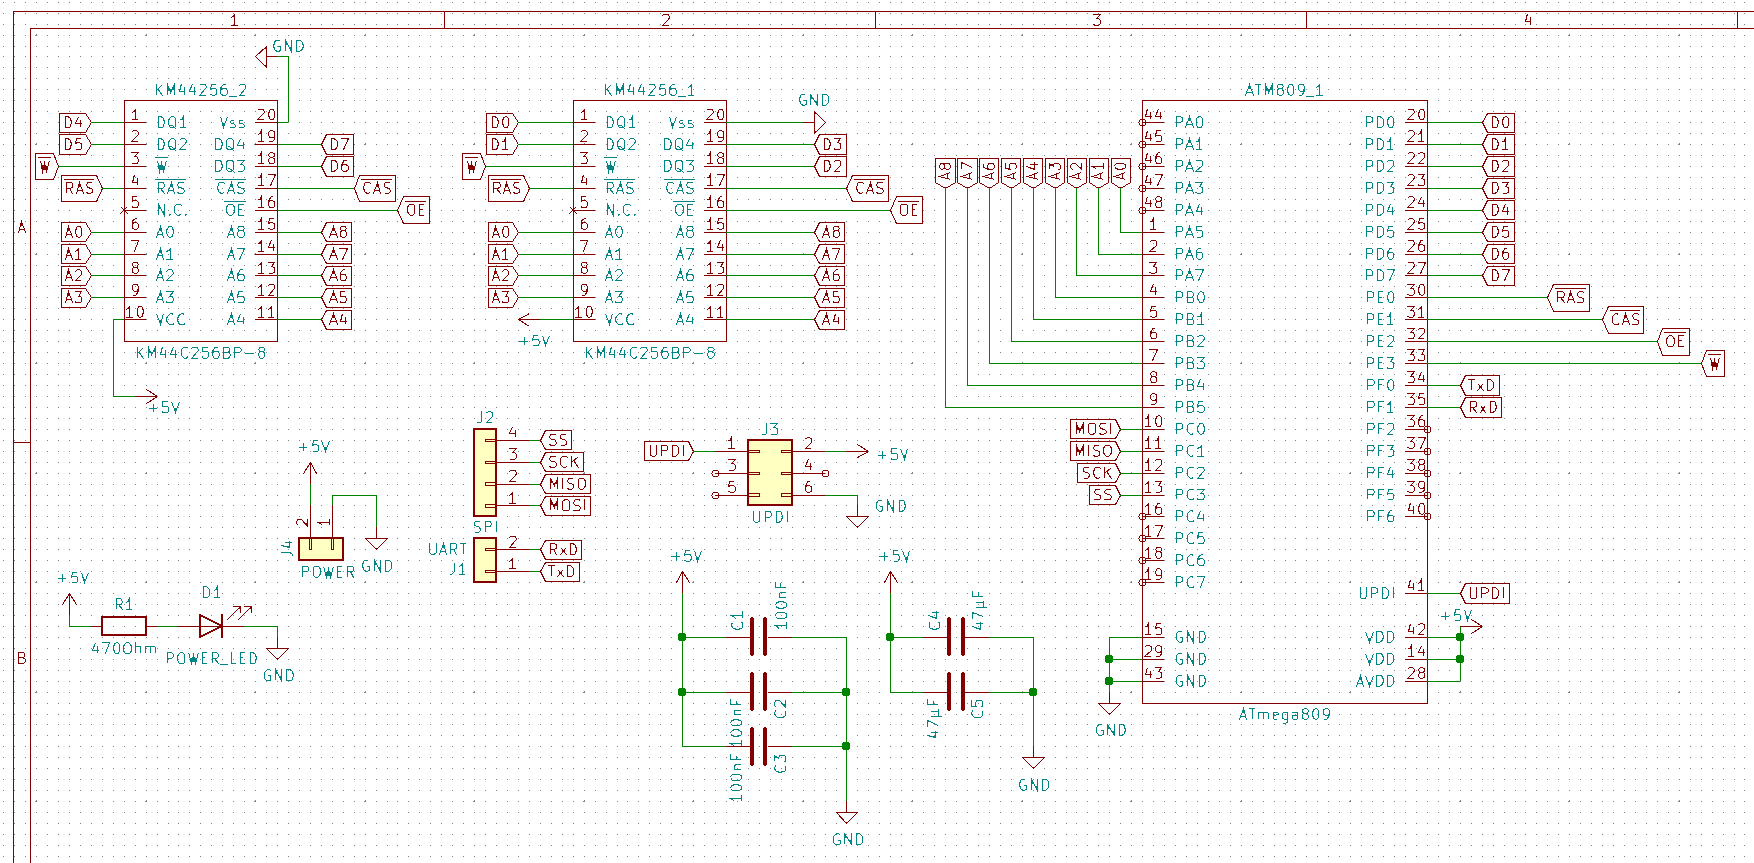 1 2 3 4
A
B
GND
KM44256_2
D4 1 DQ1 Vss 20
D5 2 DQ2 DQ4 19 D7
W 3 W DQ3 18 D6
RAS 4 RAS CAS 17 CAS
5 N.C. OE 16 OE
A0 6 A0 A8 15 A8
A1 7 A1 A7 14 A7
A2 8 A2 A6 13 A6
A3 9 A3 A5 12 A5
10 VCC A4 11 A4
KM44C256BP-8
+5V
KM44256_1
GND
D0 1 DQ1 Vss 20
D1 2 DQ2 DQ4 19 D3
W 3 W DQ3 18 D2
RAS 4 RAS CAS 17 CAS
5 N.C. OE 16 OE
A0 6 A0 A8 15 A8
A1 7 A1 A7 14 A7
A2 8 A2 A6 13 A6
A3 9 A3 A5 12 A5
10 VCC A4 11 A4
+5V
KM44C256BP-8
ATM809_1
A8 A7 A6 A5 A4 A3 A2 A1 A0
44 PA0 PD0 20 D0
45 PA1 PD1 21 D1
46 PA2 PD2 22 D2
47 PA3 PD3 23 D3
48 PA4 PD4 24 D4
1 PA5 PD5 25 D5
2 PA6 PD6 26 D6
3 PA7 PD7 27 D7
4 PB0 PE0 30 RAS
5 PB1 PE1 31 CAS
6 PB2 PE2 32 OE
7 PB3 PE3 33 W
8 PB4 PF0 34 TxD
9 PB5 PF1 35 RxD
MOSI 10 PC0 PF2 36
MISO 11 PC1 PF3 37
SCK 12 PC2 PF4 38
SS 13 PC3 PF5 39
16 PC4 PF6 40
17 PC5
18 PC6
19 PC7
UPDI 41 UPDI
+5V
15 GND VDD 42
29 GND VDD 14
43 GND AVDD 28
GND
ATmega809
J2
4 SS
3 SCK
2 MISO
1 MOSI
SPI
UART
J1
2 RxD
1 TxD
J3
UPDI 1 2 +5V
3 4
5 6 GND
UPDI
+5V
2 1
J4
POWER
GND
+5V
R1
470Ohm
D1
POWER_LED
GND
+5V
C1 100nF
100nF C2
100nF C3
GND
+5V
C4 47µF
47µF C5
GND